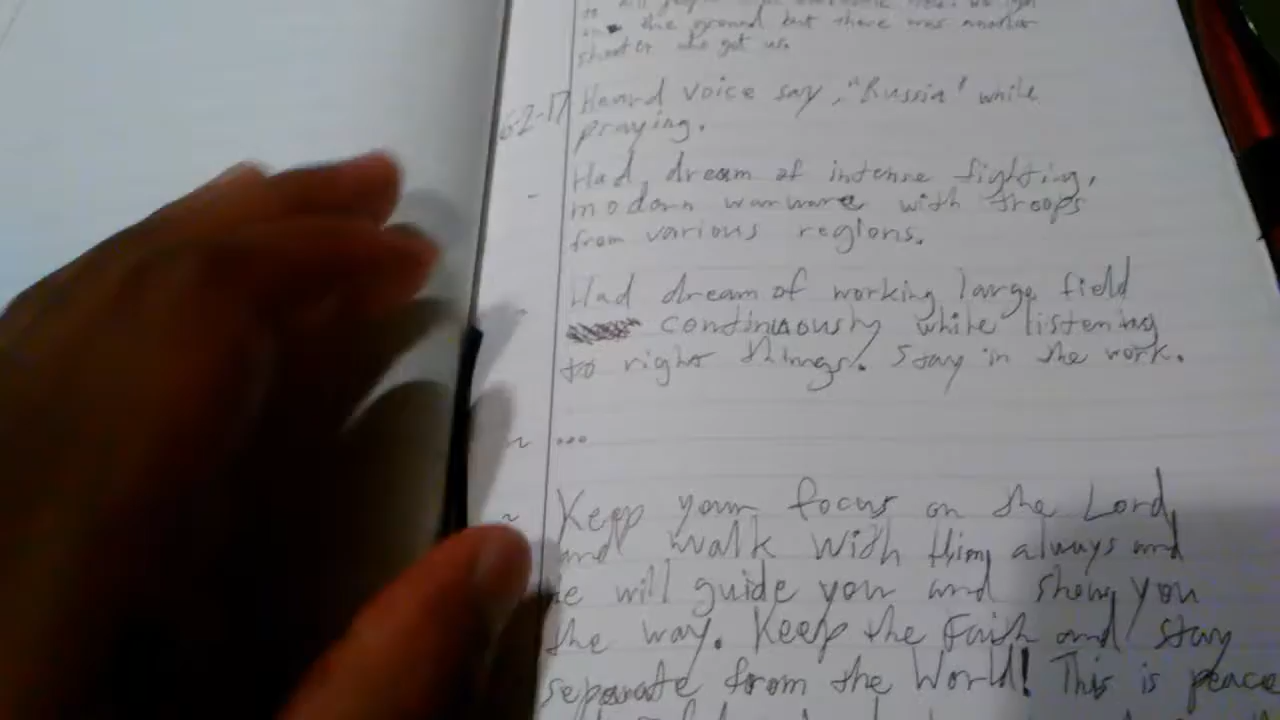 the ground but there was another
shooter who got us.
6-2-17 Heard voice say, "Russia" while
praying.
- Had dream of intense fighting,
modorn warware with troops
from various regions.
- Had dream of working large field
continuously while listening
to right things. Stay in the work.
~ ...
~ Keep your focus on the Lord
and walk with Him always and
he will guide you and show you
the way. Keep the Faith and stay
separate from the World! This is peace